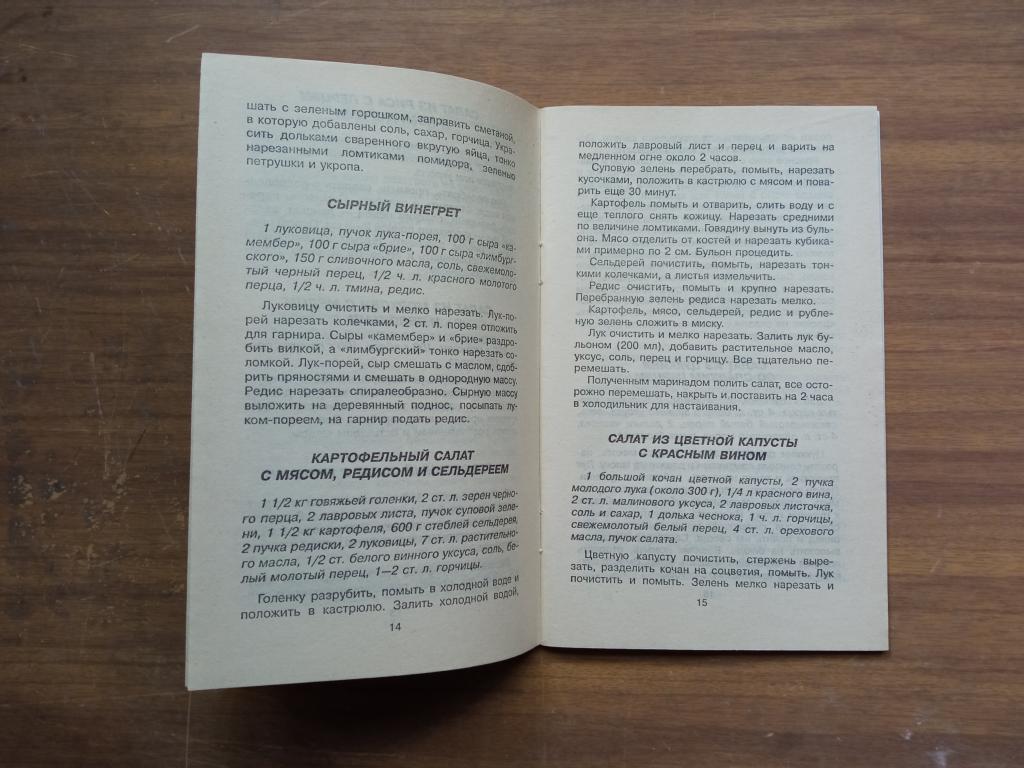 шать с зеленым горошком, заправить сметаной,
в которую добавлены соль, сахар, горчица. Укра-
сить дольками сваренного вкрутую яйца, тонко
нарезанными ломтиками помидора, зеленью
петрушки и укропа.
СЫРНЫЙ ВИНЕГРЕТ
1 луковица, пучок лука-порея, 100 г сыра «ка-
мембер», 100 г сыра «брие», 100 г сыра «лимбург-
ского», 150 г сливочного масла, соль, свежемоло-
тый черный перец, 1/2 ч. л. красного молотого
перца, 1/2 ч. л. тмина, редис.
Луковицу очистить и мелко нарезать. Лук-по-
рей нарезать колечками, 2 ст. л. порея отложить
для гарнира. Сыры «камембер» и «брие» раздро-
бить вилкой, а «лимбургский» тонко нарезать со-
ломкой. Лук-порей, сыр смешать с маслом, сдоб-
рить пряностями и смешать в однородную массу.
Редис нарезать спиралеобразно. Сырную массу
выложить на деревянный поднос, посыпать лу-
ком-пореем, на гарнир подать редис.
КАРТОФЕЛЬНЫЙ САЛАТ
С МЯСОМ, РЕДИСОМ И СЕЛЬДЕРЕЕМ
1 1/2 кг говяжьей голенки, 2 ст. л. зерен черно-
го перца, 2 лавровых листа, пучок суповой зеле-
ни, 1 1/2 кг картофеля, 600 г стеблей сельдерея,
2 пучка редиски, 2 луковицы, 7 ст. л. растительно-
го масла, 1/2 ст. белого винного уксуса, соль, бе-
лый молотый перец, 1—2 ст. л. горчицы.
Голенку разрубить, помыть в холодной воде и
положить в кастрюлю. Залить холодной водой,
14
положить лавровый лист и перец и варить на
медленном огне около 2 часов.
Суповую зелень перебрать, помыть, нарезать
кусочками, положить в кастрюлю с мясом и пова-
рить еще 30 минут.
Картофель помыть и отварить, слить воду и с
еще теплого снять кожицу. Нарезать средними
по величине ломтиками. Говядину вынуть из буль-
она. Мясо отделить от костей и нарезать кубика-
ми примерно по 2 см. Бульон процедить.
Сельдерей почистить, помыть, нарезать тон-
кими колечками, а листья измельчить.
Редис очистить, помыть и крупно нарезать.
Перебранную зелень редиса нарезать мелко.
Картофель, мясо, сельдерей, редис и рубле-
ную зелень сложить в миску.
Лук очистить и мелко нарезать. Залить лук бу-
льоном (200 мл), добавить растительное масло,
уксус, соль, перец и горчицу. Все тщательно пе-
ремешать.
Полученным маринадом полить салат, все осто-
рожно перемешать, накрыть и поставить на 2 часа
в холодильник для настаивания.
САЛАТ ИЗ ЦВЕТНОЙ КАПУСТЫ
С КРАСНЫМ ВИНОМ
1 большой кочан цветной капусты, 2 пучка
молодого лука (около 300 г), 1/4 л красного вина,
2 ст. л. малинового уксуса, 2 лавровых листочка,
соль и сахар, 1 долька чеснока, 1 ч. л. горчицы,
свежемолотый белый перец, 4 ст. л. орехового
масла, пучок салата.
Цветную капусту почистить, стержень выре-
зать, разделить кочан на соцветия, помыть. Лук
почистить и помыть. Зелень мелко нарезать и
15